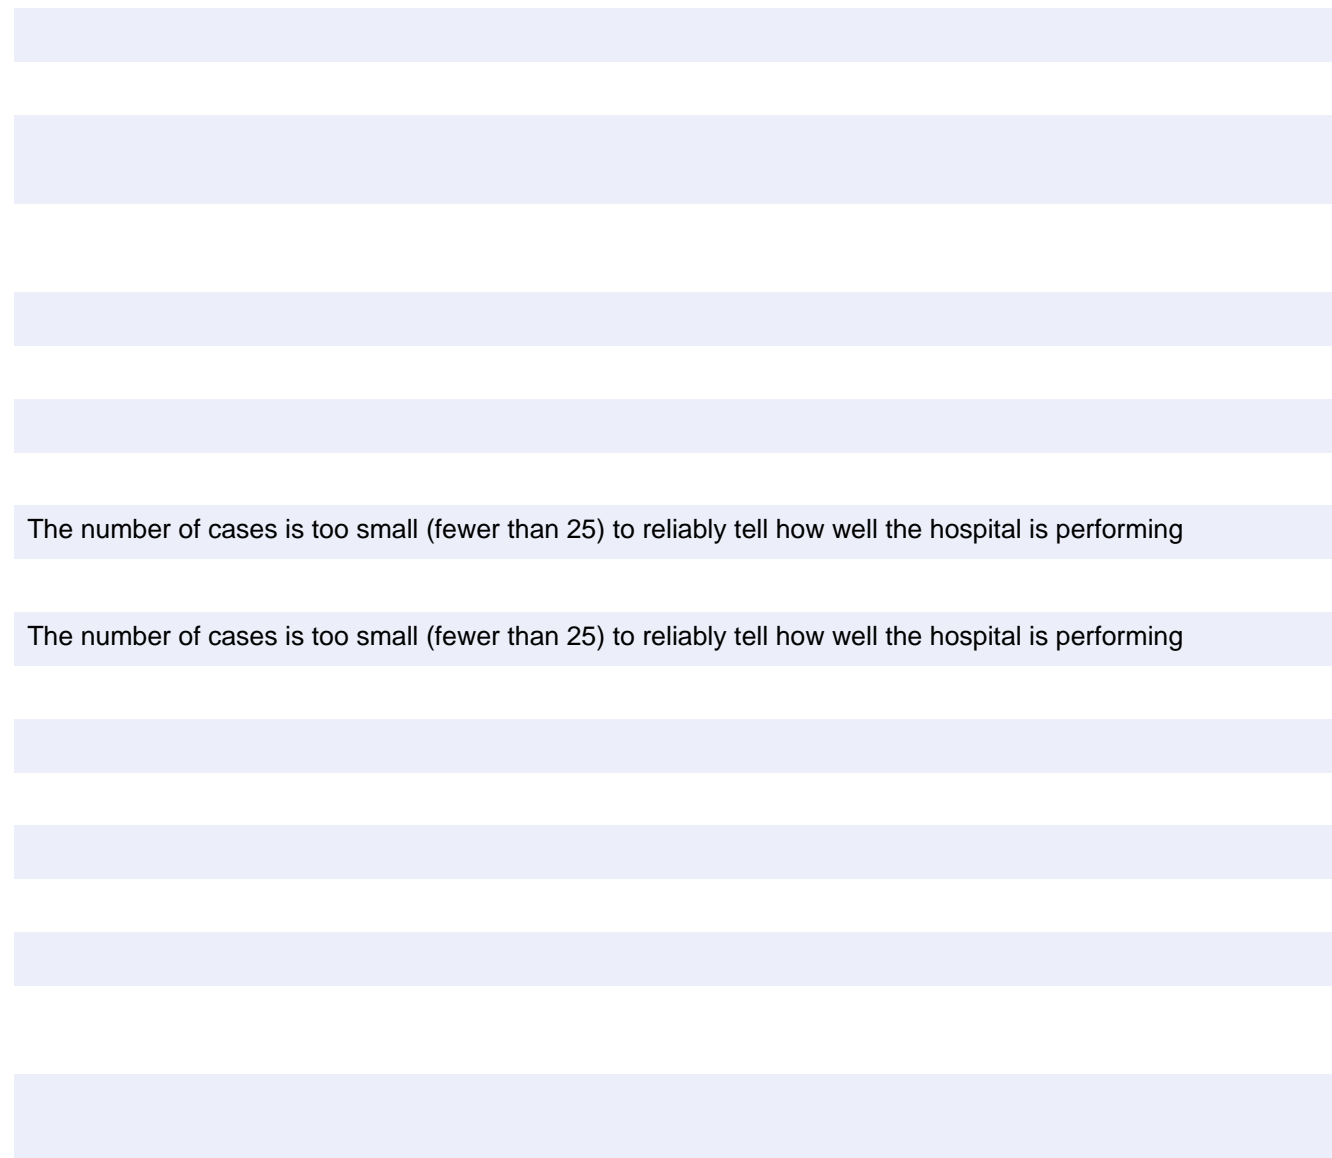 The number of cases is too small (fewer than 25) to reliably tell how well the hospital is performing
The number of cases is too small (fewer than 25) to reliably tell how well the hospital is performing